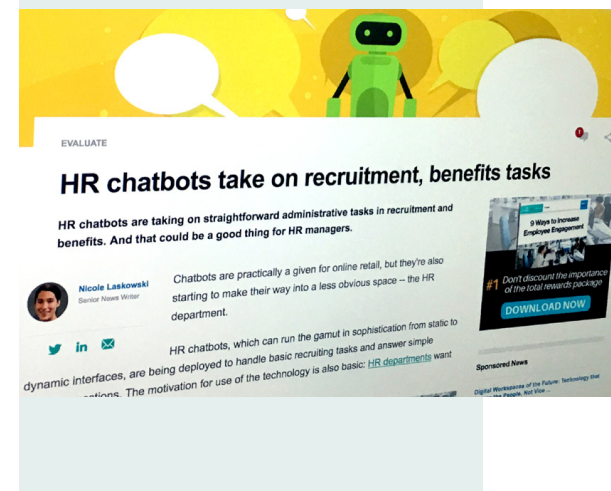 EVALUATE
1
HR chatbots take on recruitment, benefits tasks
HR chatbots are taking on straightforward administrative tasks in recruitment and
benefits. And that could be a good thing for HR managers.
Nicole Laskowski
Senior News Writer
Chatbots are practically a given for online retail, but they're also
starting to make their way into a less obvious space – the HR
department.
HR chatbots, which can run the gamut in sophistication from static to
dynamic interfaces, are being deployed to handle basic recruiting tasks and answer simple
The motivation for use of the technology is also basic: HR departments want
9 Ways to Increase
Employee Engagement
#1 Don't discount the importance
of the total rewards package
DOWNLOAD NOW
Sponsored News
Digital Workspaces of the Future: Technology that
the People, Not Vice ...